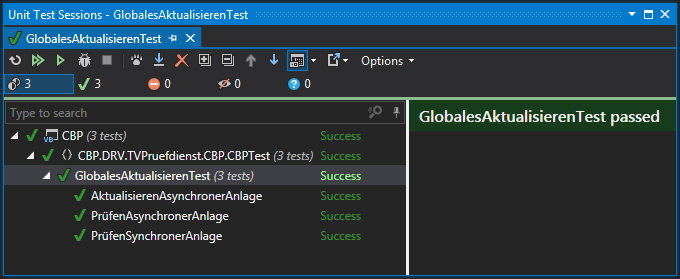 Unit Test Sessions - GlobalesAktualisierenTest
GlobalesAktualisierenTest
Options
3 3 0 0 0
Type to search
VB CBP (3 tests) Success
CBP.DRV.TVPruefdienst.CBP.CBPTest (3 tests) Success
GlobalesAktualisierenTest (3 tests) Success
AktualisierenAsynchronerAnlage Success
PrüfenAsynchronerAnlage Success
PrüfenSynchronerAnlage Success
GlobalesAktualisierenTest passed